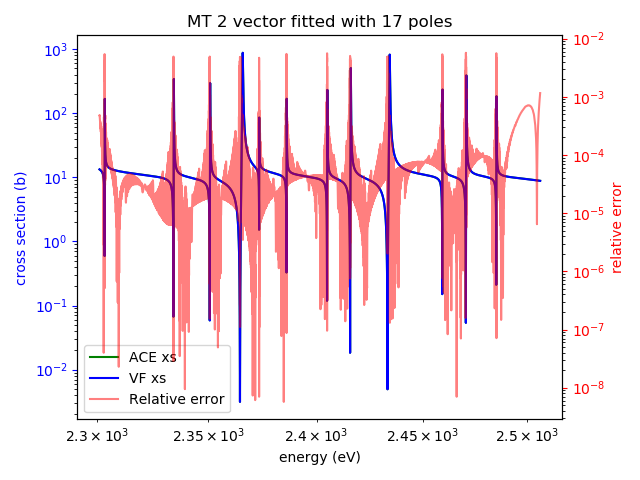 MT 2 vector fitted with 17 poles
10³
10²
10¹
10⁰
10⁻¹
10⁻²
cross section (b)
10⁻²
10⁻³
10⁻⁴
10⁻⁵
10⁻⁶
10⁻⁷
10⁻⁸
relative error
ACE xs
VF xs
Relative error
2.3 × 10³ 2.35 × 10³ 2.4 × 10³ 2.45 × 10³ 2.5 × 10³
energy (eV)